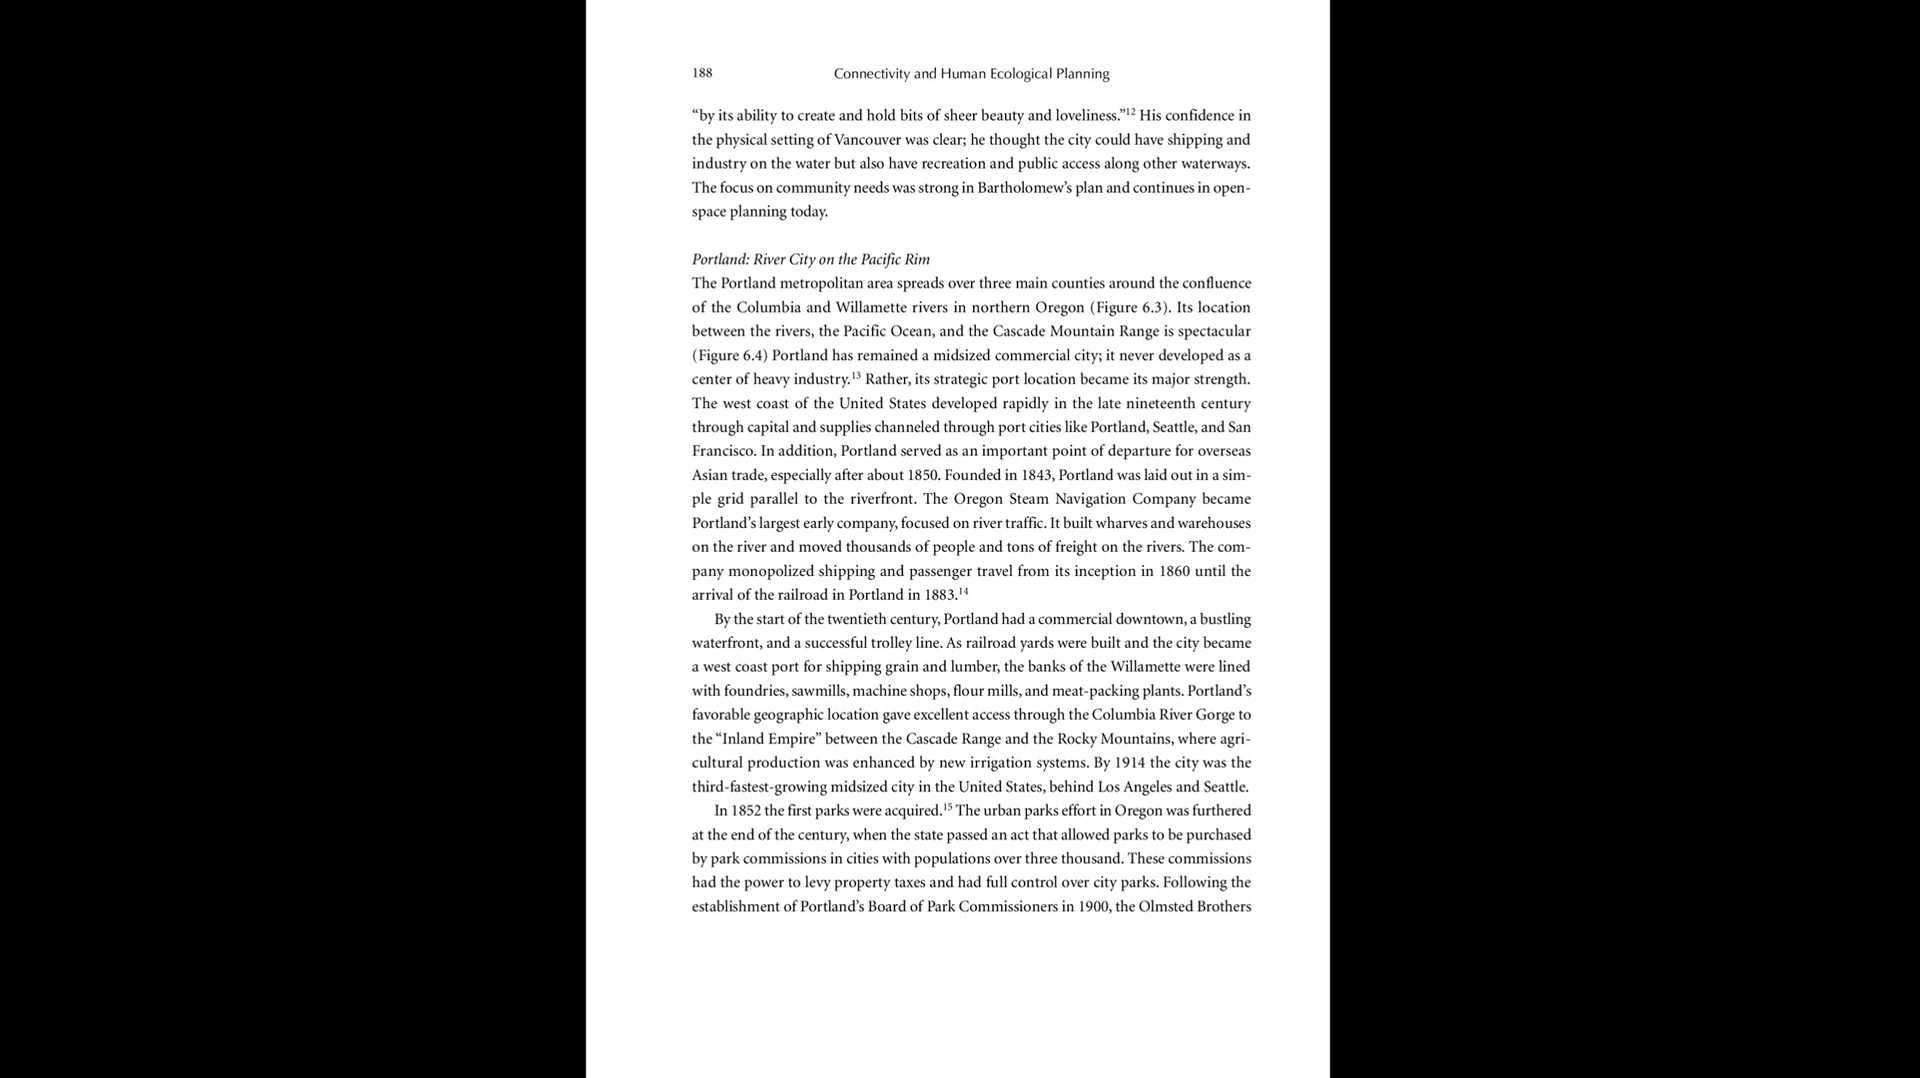 188
Connectivity and Human Ecological Planning
“by its ability to create and hold bits of sheer beauty and loveliness.”12 His confidence in
the physical setting of Vancouver was clear; he thought the city could have shipping and
industry on the water but also have recreation and public access along other waterways.
The focus on community needs was strong in Bartholomew’s plan and continues in open-
space planning today.
Portland: River City on the Pacific Rim
The Portland metropolitan area spreads over three main counties around the confluence
of the Columbia and Willamette rivers in northern Oregon (Figure 6.3). Its location
between the rivers, the Pacific Ocean, and the Cascade Mountain Range is spectacular
(Figure 6.4) Portland has remained a midsized commercial city; it never developed as a
center of heavy industry.13 Rather, its strategic port location became its major strength.
The west coast of the United States developed rapidly in the late nineteenth century
through capital and supplies channeled through port cities like Portland, Seattle, and San
Francisco. In addition, Portland served as an important point of departure for overseas
Asian trade, especially after about 1850. Founded in 1843, Portland was laid out in a sim-
ple grid parallel to the riverfront. The Oregon Steam Navigation Company became
Portland’s largest early company, focused on river traffic. It built wharves and warehouses
on the river and moved thousands of people and tons of freight on the rivers. The com-
pany monopolized shipping and passenger travel from its inception in 1860 until the
arrival of the railroad in Portland in 1883.14
By the start of the twentieth century, Portland had a commercial downtown, a bustling
waterfront, and a successful trolley line. As railroad yards were built and the city became
a west coast port for shipping grain and lumber, the banks of the Willamette were lined
with foundries, sawmills, machine shops, flour mills, and meat-packing plants. Portland’s
favorable geographic location gave excellent access through the Columbia River Gorge to
the “Inland Empire” between the Cascade Range and the Rocky Mountains, where agri-
cultural production was enhanced by new irrigation systems. By 1914 the city was the
third-fastest-growing midsized city in the United States, behind Los Angeles and Seattle.
In 1852 the first parks were acquired.15 The urban parks effort in Oregon was furthered
at the end of the century, when the state passed an act that allowed parks to be purchased
by park commissions in cities with populations over three thousand. These commissions
had the power to levy property taxes and had full control over city parks. Following the
establishment of Portland’s Board of Park Commissioners in 1900, the Olmsted Brothers